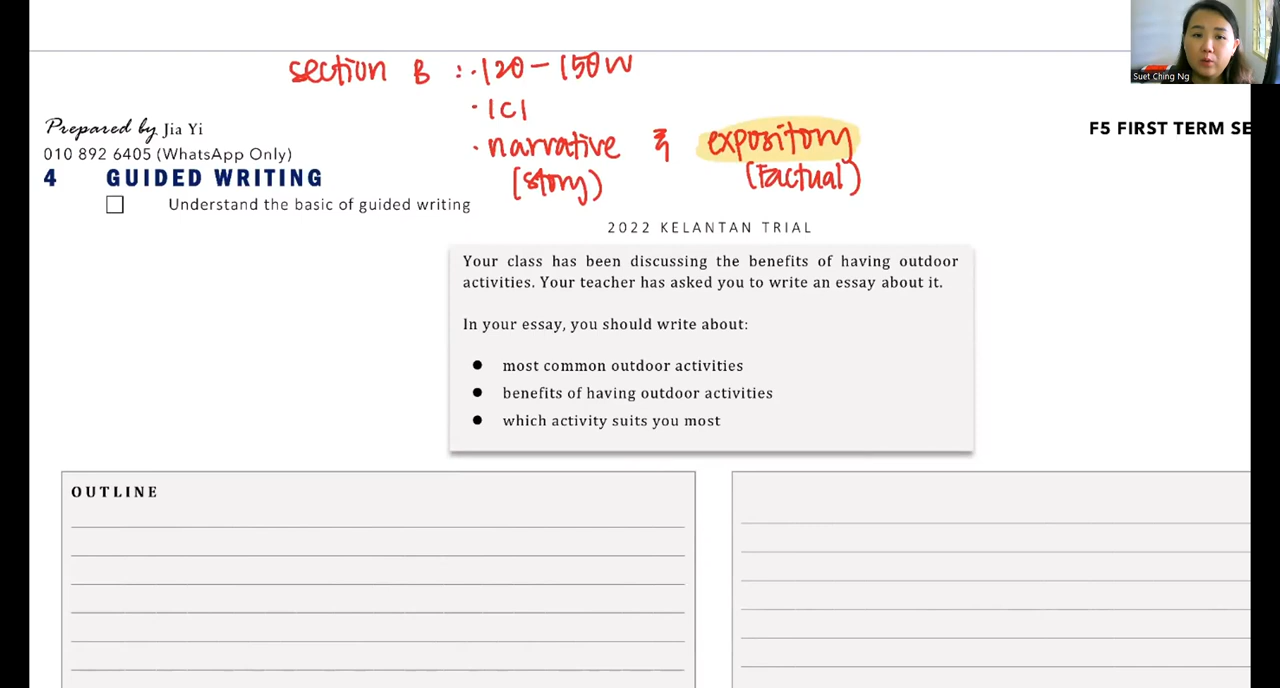 Suet Ching Ng
section B : · 120 - 150 W
· ICI
· narrative & expository
(story) (Factual)
Prepared by Jia Yi
F5 FIRST TERM SE
010 892 6405 (WhatsApp Only)
4 GUIDED WRITING
Understand the basic of guided writing
2022 KELANTAN TRIAL
Your class has been discussing the benefits of having outdoor
activities. Your teacher has asked you to write an essay about it.
In your essay, you should write about:
● most common outdoor activities
● benefits of having outdoor activities
● which activity suits you most
OUTLINE